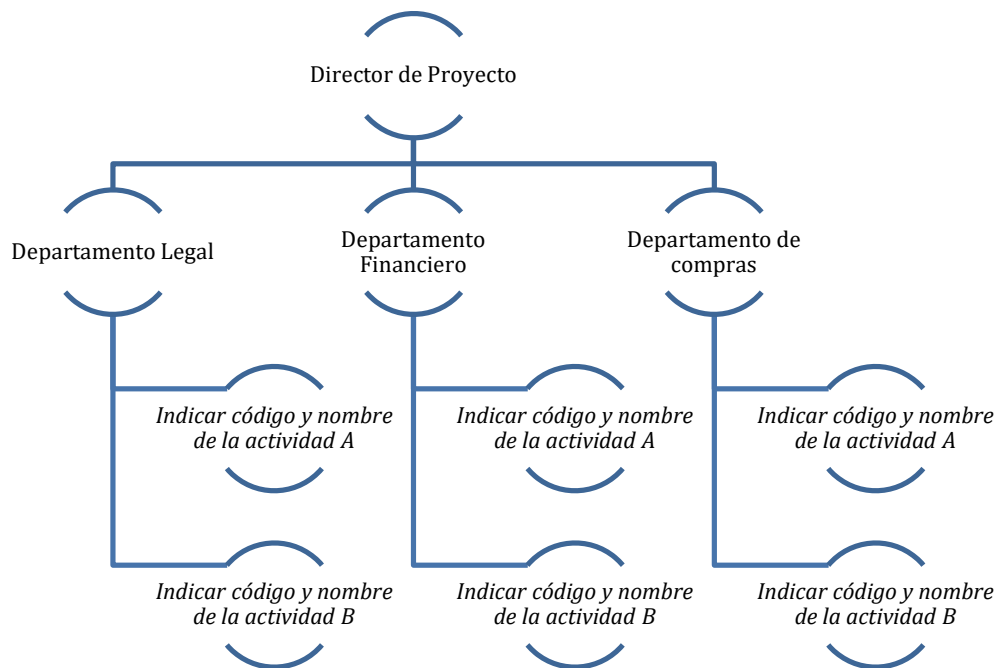 Director de Proyecto
Departamento Legal
Departamento
Financiero
Departamento de
compras
Indicar código y nombre
de la actividad A
Indicar código y nombre
de la actividad A
Indicar código y nombre
de la actividad A
Indicar código y nombre
de la actividad B
Indicar código y nombre
de la actividad B
Indicar código y nombre
de la actividad B